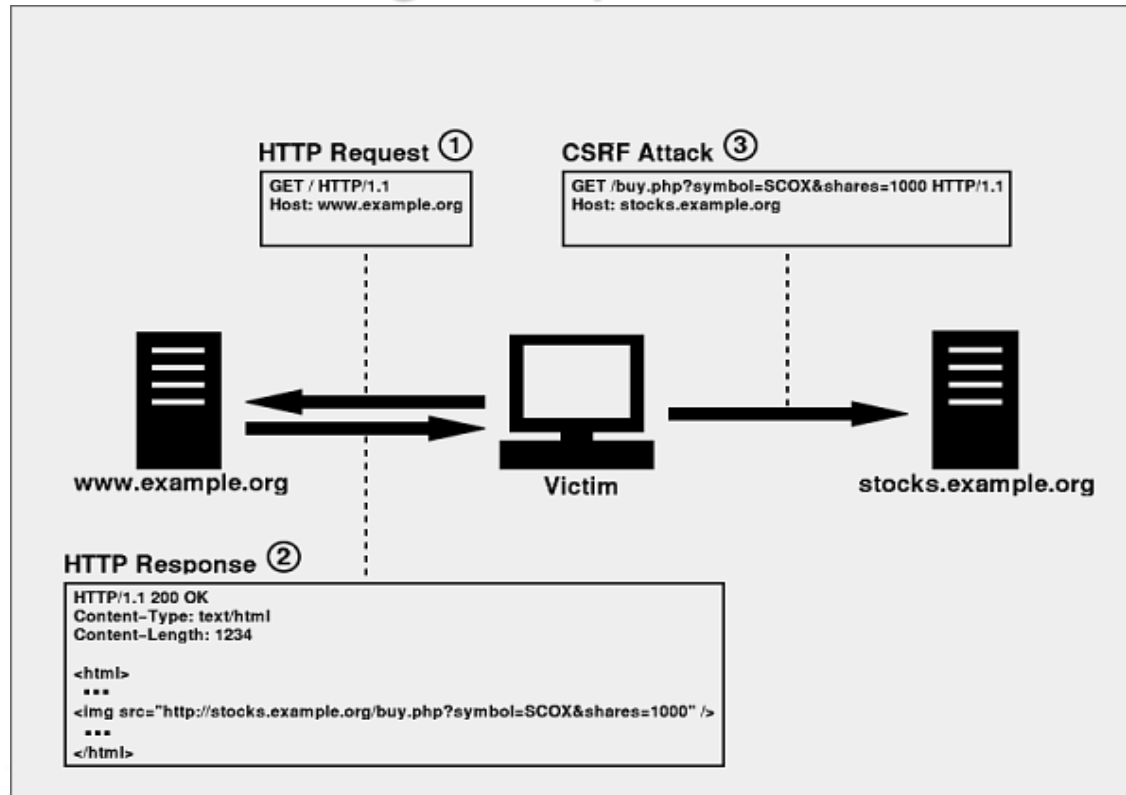 HTTP Request ①
GET / HTTP/1.1
Host: www.example.org
CSRF Attack ③
GET /buy.php?symbol=SCOX&shares=1000 HTTP/1.1
Host: stocks.example.org
www.example.org
Victim
stocks.example.org
HTTP Response ②
HTTP/1.1 200 OK
Content-Type: text/html
Content-Length: 1234
<html>
...
<img src="http://stocks.example.org/buy.php?symbol=SCOX&shares=1000" />
...
</html>